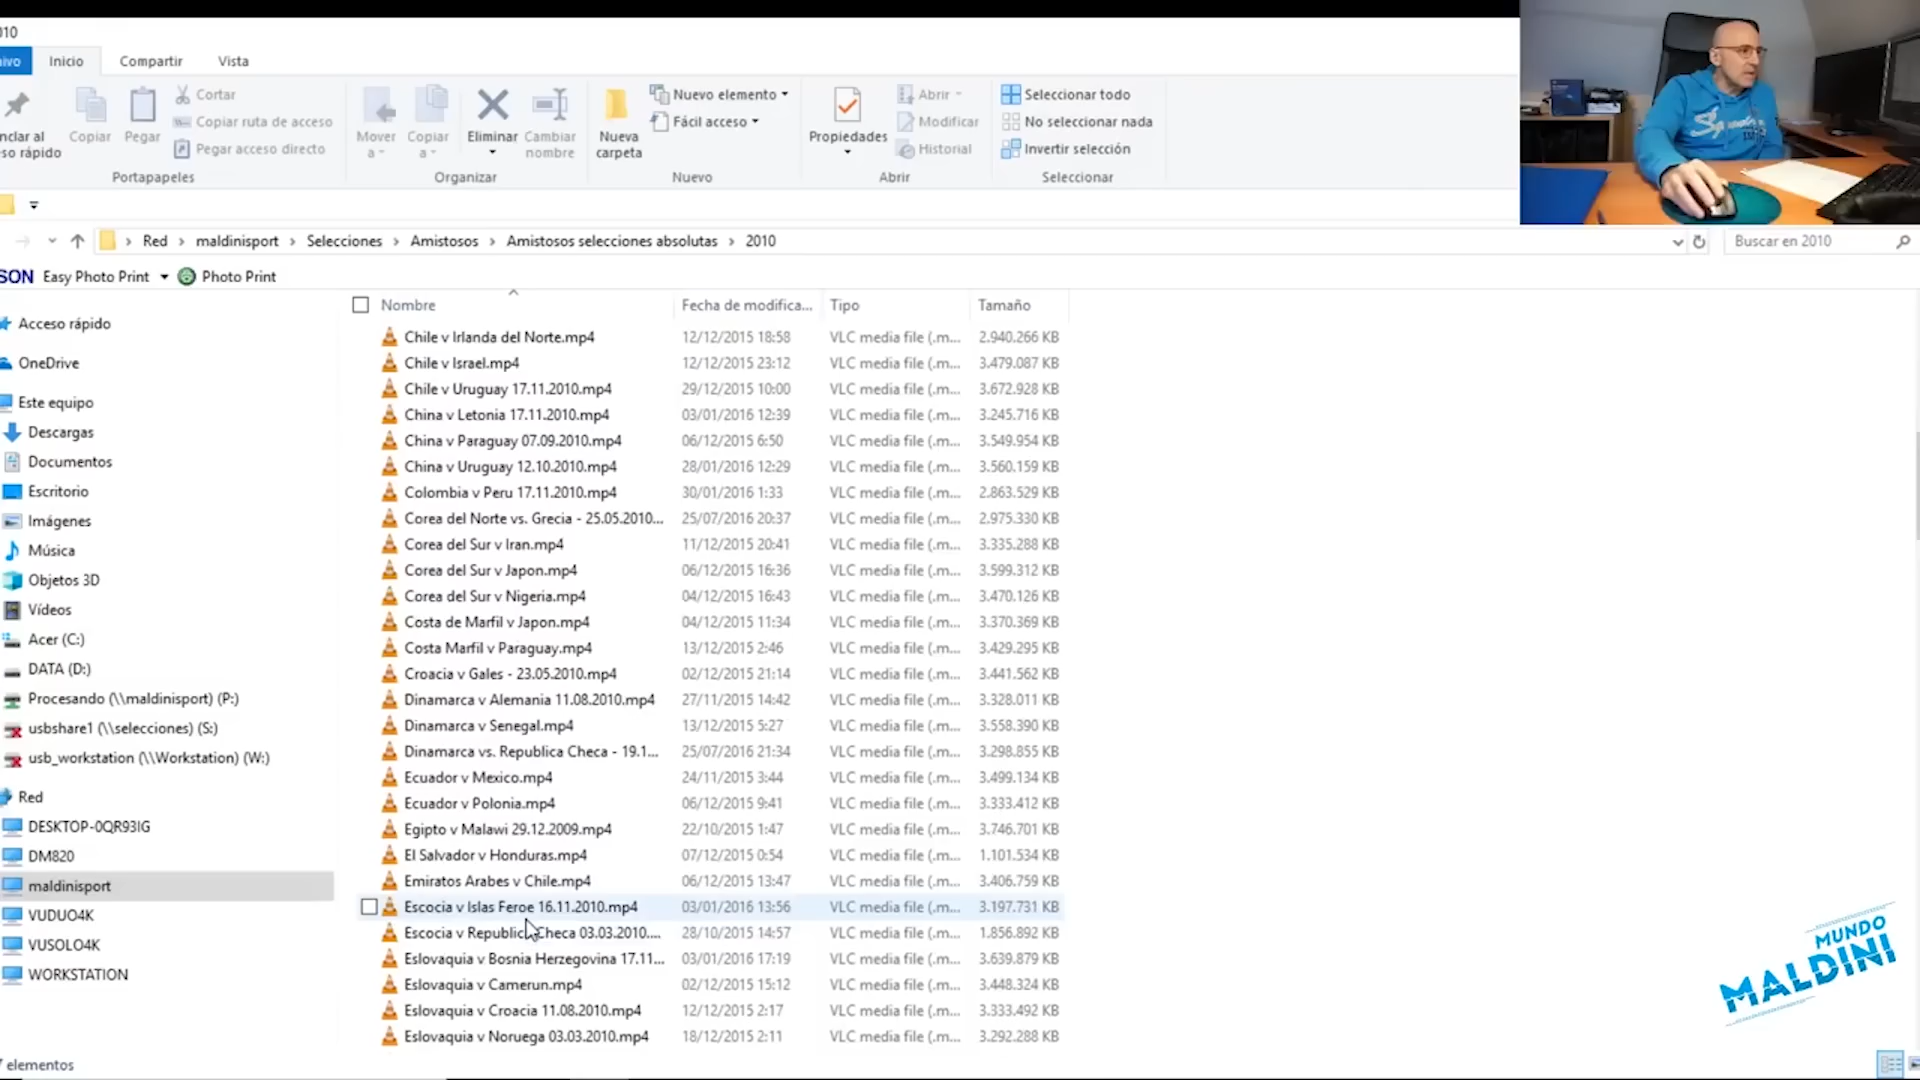 010
ivo Inicio Compartir Vista
nclar al
so rápido
Copiar
Pegar
Cortar
Copiar ruta de acceso
Pegar acceso directo
Portapapeles
Mover
a
Copiar
a
Eliminar
Cambiar
nombre
Organizar
Nueva
carpeta
Nuevo elemento
Fácil acceso
Nuevo
Propiedades
Abrir
Modificar
Historial
Abrir
Seleccionar todo
No seleccionar nada
Invertir selección
Seleccionar
Red > maldinisport > Selecciones > Amistosos > Amistosos selecciones absolutas > 2010
Buscar en 2010
SON Easy Photo Print Photo Print
Acceso rápido
OneDrive
Este equipo
Descargas
Documentos
Escritorio
Imágenes
Música
Objetos 3D
Vídeos
Acer (C:)
DATA (D:)
Procesando (\\maldinisport) (P:)
usbshare1 (\\selecciones) (S:)
usb_workstation (\\Workstation) (W:)
Red
DESKTOP-0QR93IG
DM820
maldinisport
VUDUO4K
VUSOLO4K
WORKSTATION
Nombre Fecha de modifica... Tipo Tamaño
Chile v Irlanda del Norte.mp4 12/12/2015 18:58 VLC media file (.m... 2.940.266 KB
Chile v Israel.mp4 12/12/2015 23:12 VLC media file (.m... 3.479.087 KB
Chile v Uruguay 17.11.2010.mp4 29/12/2015 10:00 VLC media file (.m... 3.672.928 KB
China v Letonia 17.11.2010.mp4 03/01/2016 12:39 VLC media file (.m... 3.245.716 KB
China v Paraguay 07.09.2010.mp4 06/12/2015 6:50 VLC media file (.m... 3.549.954 KB
China v Uruguay 12.10.2010.mp4 28/01/2016 12:29 VLC media file (.m... 3.560.159 KB
Colombia v Peru 17.11.2010.mp4 30/01/2016 1:33 VLC media file (.m... 2.863.529 KB
Corea del Norte vs. Grecia - 25.05.2010... 25/07/2016 20:37 VLC media file (.m... 2.975.330 KB
Corea del Sur v Iran.mp4 11/12/2015 20:41 VLC media file (.m... 3.335.288 KB
Corea del Sur v Japon.mp4 06/12/2015 16:36 VLC media file (.m... 3.599.312 KB
Corea del Sur v Nigeria.mp4 04/12/2015 16:43 VLC media file (.m... 3.470.126 KB
Costa de Marfil v Japon.mp4 04/12/2015 11:34 VLC media file (.m... 3.370.369 KB
Costa Marfil v Paraguay.mp4 13/12/2015 2:46 VLC media file (.m... 3.429.295 KB
Croacia v Gales - 23.05.2010.mp4 02/12/2015 21:14 VLC media file (.m... 3.441.562 KB
Dinamarca v Alemania 11.08.2010.mp4 27/11/2015 14:42 VLC media file (.m... 3.328.011 KB
Dinamarca v Senegal.mp4 13/12/2015 5:27 VLC media file (.m... 3.558.390 KB
Dinamarca vs. Republica Checa - 19.1... 25/07/2016 21:34 VLC media file (.m... 3.298.855 KB
Ecuador v Mexico.mp4 24/11/2015 3:44 VLC media file (.m... 3.499.134 KB
Ecuador v Polonia.mp4 06/12/2015 9:41 VLC media file (.m... 3.333.412 KB
Egipto v Malawi 29.12.2009.mp4 22/10/2015 1:47 VLC media file (.m... 3.746.701 KB
El Salvador v Honduras.mp4 07/12/2015 0:54 VLC media file (.m... 1.101.534 KB
Emiratos Arabes v Chile.mp4 06/12/2015 13:47 VLC media file (.m... 3.406.759 KB
Escocia v Islas Feroe 16.11.2010.mp4 03/01/2016 13:56 VLC media file (.m... 3.197.731 KB
Escocia v Republica Checa 03.03.2010.... 28/10/2015 14:57 VLC media file (.m... 1.856.892 KB
Eslovaquia v Bosnia Herzegovina 17.11... 03/01/2016 17:19 VLC media file (.m... 3.639.879 KB
Eslovaquia v Camerun.mp4 02/12/2015 15:12 VLC media file (.m... 3.448.324 KB
Eslovaquia v Croacia 11.08.2010.mp4 12/12/2015 2:17 VLC media file (.m... 3.333.492 KB
Eslovaquia v Noruega 03.03.2010.mp4 18/12/2015 2:11 VLC media file (.m... 3.292.288 KB
elementos
MUNDO
MALDINI